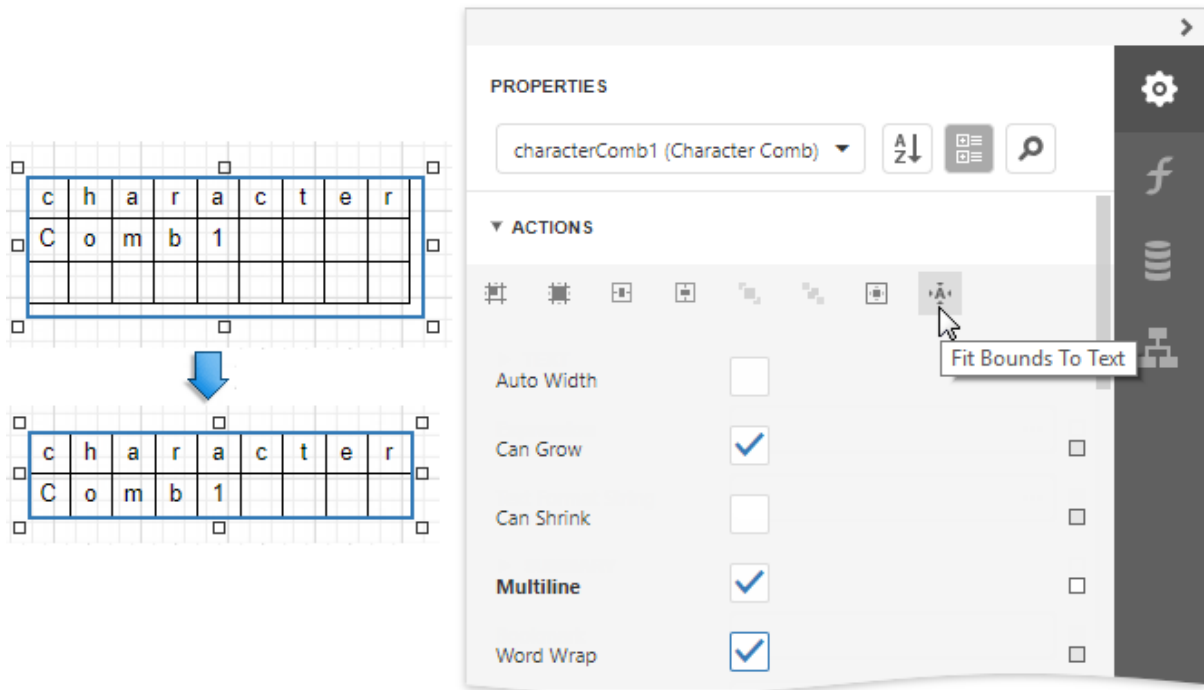 c h a r a c t e r
C o m b 1
c h a r a c t e r
C o m b 1
PROPERTIES
characterComb1 (Character Comb)
A
Z
ACTIONS
A
Fit Bounds To Text
Auto Width
Can Grow
Can Shrink
Multiline
Word Wrap
f